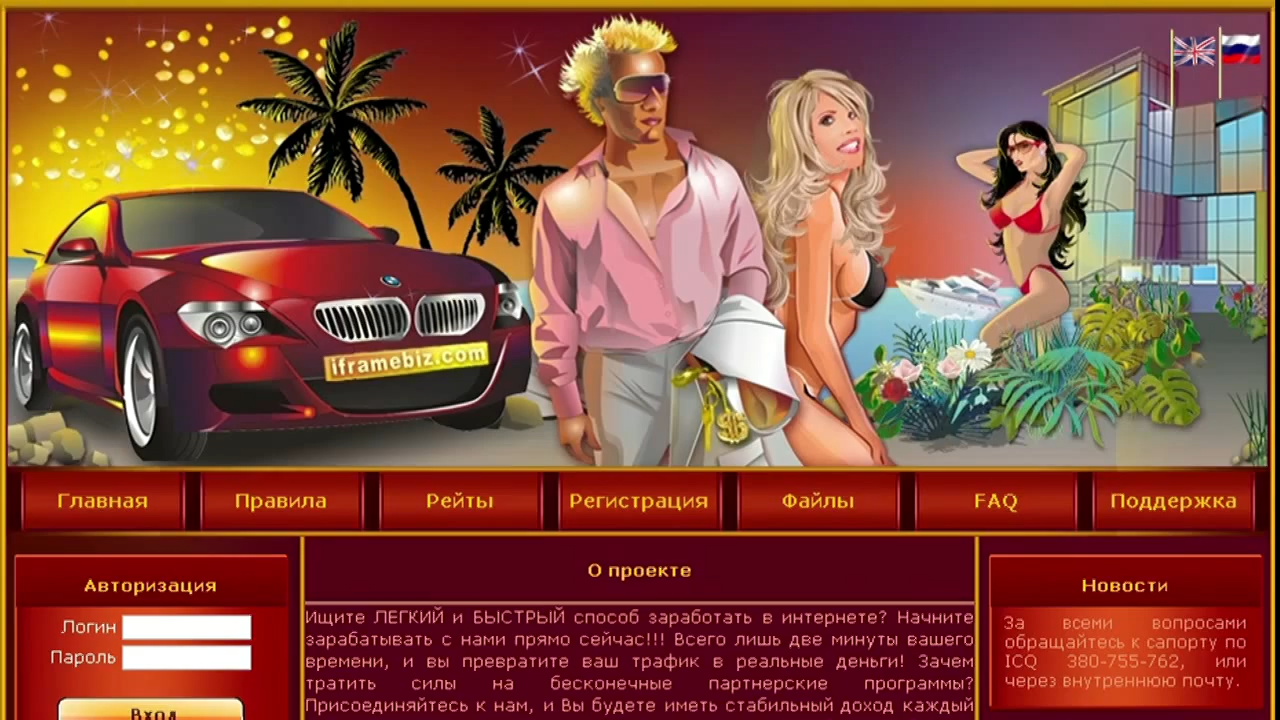 iframebiz.com
Главная Правила Рейты Регистрация Файлы FAQ Поддержка
Авторизация
Логин
Пароль
Вход
О проекте
Ищите ЛЕГКИЙ и БЫСТРЫЙ способ заработать в интернете? Начните
зарабатывать с нами прямо сейчас!!! Всего лишь две минуты вашего
времени, и вы превратите ваш трафик в реальные деньги! Зачем
тратить силы на бесконечные партнерские программы?
Присоединяйтесь к нам, и Вы будете иметь стабильный доход каждый
Новости
За всеми вопросами
обращайтесь к сапорту по
ICQ 380-755-762, или
через внутреннюю почту.